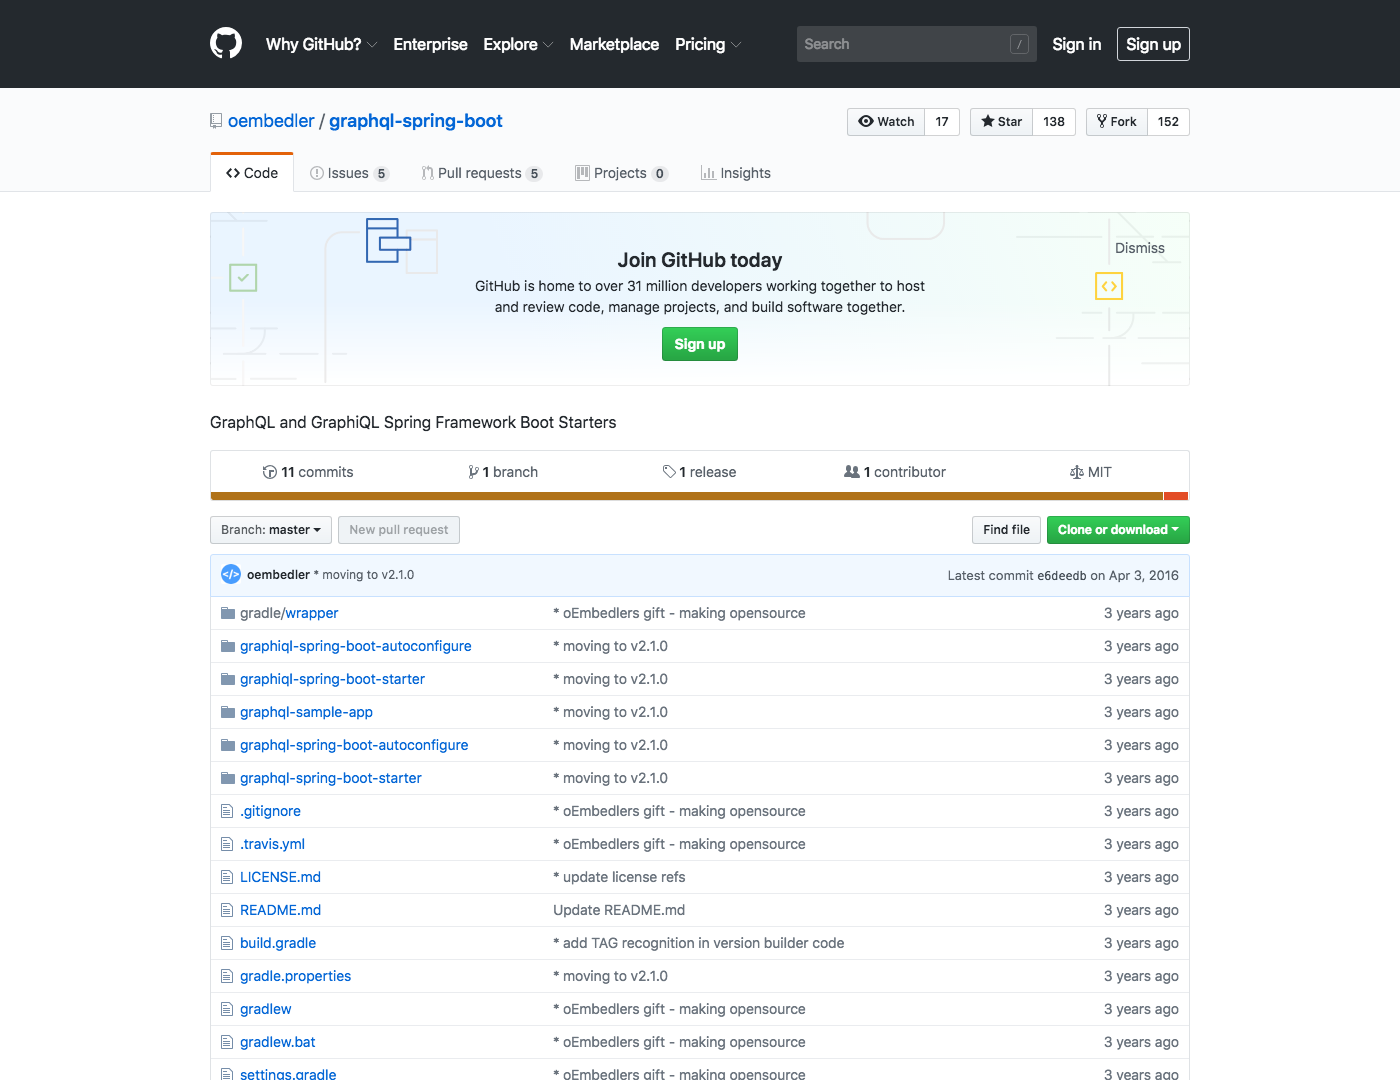 Why GitHub? Enterprise Explore Marketplace Pricing Search / Sign in Sign up
oembedler / graphql-spring-boot Watch 17 Star 138 Fork 152
Code Issues 5 Pull requests 5 Projects 0 Insights
Dismiss
Join GitHub today
GitHub is home to over 31 million developers working together to host
and review code, manage projects, and build software together.
Sign up
GraphQL and GraphiQL Spring Framework Boot Starters
11 commits 1 branch 1 release 1 contributor MIT
Branch: master New pull request Find file Clone or download
oembedler * moving to v2.1.0 Latest commit e6deedb on Apr 3, 2016
gradle/wrapper * oEmbedlers gift - making opensource 3 years ago
graphiql-spring-boot-autoconfigure * moving to v2.1.0 3 years ago
graphiql-spring-boot-starter * moving to v2.1.0 3 years ago
graphql-sample-app * moving to v2.1.0 3 years ago
graphql-spring-boot-autoconfigure * moving to v2.1.0 3 years ago
graphql-spring-boot-starter * moving to v2.1.0 3 years ago
.gitignore * oEmbedlers gift - making opensource 3 years ago
.travis.yml * oEmbedlers gift - making opensource 3 years ago
LICENSE.md * update license refs 3 years ago
README.md Update README.md 3 years ago
build.gradle * add TAG recognition in version builder code 3 years ago
gradle.properties * moving to v2.1.0 3 years ago
gradlew * oEmbedlers gift - making opensource 3 years ago
gradlew.bat * oEmbedlers gift - making opensource 3 years ago
settings.gradle * oEmbedlers gift - making opensource 3 years ago